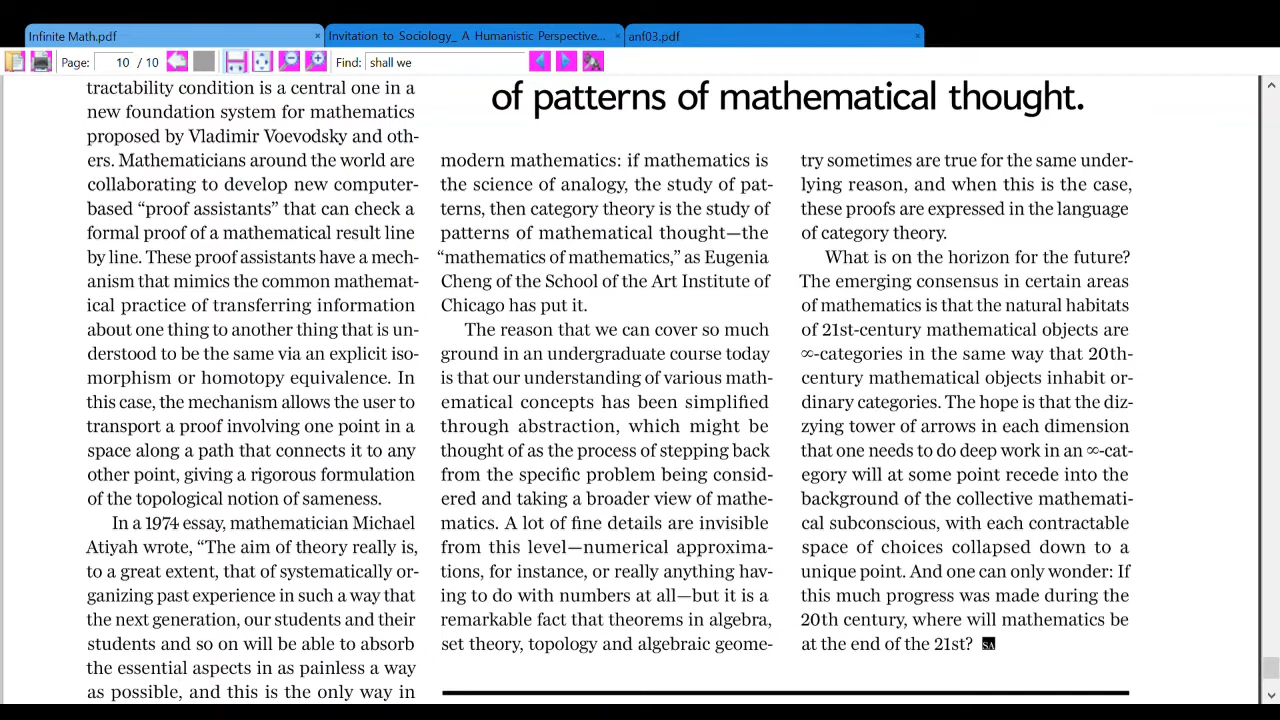 Infinite Math.pdf
Invitation to Sociology_ A Humanistic Perspective...
anf03.pdf
Page: 10 / 10
Find: shall we
tractability condition is a central one in a
new foundation system for mathematics
proposed by Vladimir Voevodsky and oth-
ers. Mathematicians around the world are
collaborating to develop new computer-
based “proof assistants” that can check a
formal proof of a mathematical result line
by line. These proof assistants have a mech-
anism that mimics the common mathemat-
ical practice of transferring information
about one thing to another thing that is un-
derstood to be the same via an explicit iso-
morphism or homotopy equivalence. In
this case, the mechanism allows the user to
transport a proof involving one point in a
space along a path that connects it to any
other point, giving a rigorous formulation
of the topological notion of sameness.
In a 1974 essay, mathematician Michael
Atiyah wrote, “The aim of theory really is,
to a great extent, that of systematically or-
ganizing past experience in such a way that
the next generation, our students and their
students and so on will be able to absorb
the essential aspects in as painless a way
as possible, and this is the only way in
of patterns of mathematical thought.
modern mathematics: if mathematics is
the science of analogy, the study of pat-
terns, then category theory is the study of
patterns of mathematical thought—the
“mathematics of mathematics,” as Eugenia
Cheng of the School of the Art Institute of
Chicago has put it.
The reason that we can cover so much
ground in an undergraduate course today
is that our understanding of various math-
ematical concepts has been simplified
through abstraction, which might be
thought of as the process of stepping back
from the specific problem being consid-
ered and taking a broader view of mathe-
matics. A lot of fine details are invisible
from this level—numerical approxima-
tions, for instance, or really anything hav-
ing to do with numbers at all—but it is a
remarkable fact that theorems in algebra,
set theory, topology and algebraic geome-
try sometimes are true for the same under-
lying reason, and when this is the case,
these proofs are expressed in the language
of category theory.
What is on the horizon for the future?
The emerging consensus in certain areas
of mathematics is that the natural habitats
of 21st-century mathematical objects are
∞-categories in the same way that 20th-
century mathematical objects inhabit or-
dinary categories. The hope is that the diz-
zying tower of arrows in each dimension
that one needs to do deep work in an ∞-cat-
egory will at some point recede into the
background of the collective mathemati-
cal subconscious, with each contractable
space of choices collapsed down to a
unique point. And one can only wonder: If
this much progress was made during the
20th century, where will mathematics be
at the end of the 21st? SA